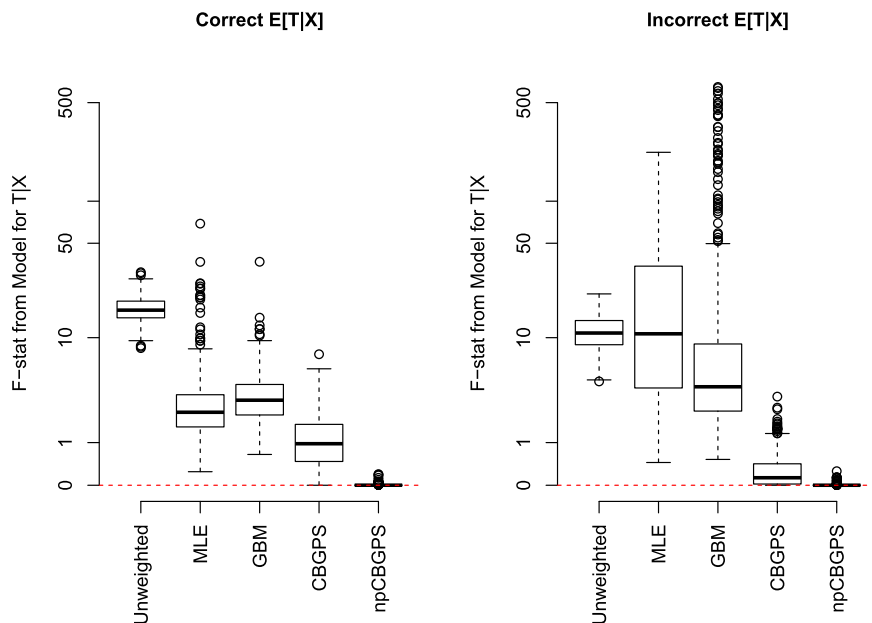 Correct E[T|X]
F−stat from Model for T|X
500
50
10
1
0
Unweighted
MLE
GBM
CBGPS
npCBGPS
Incorrect E[T|X]
F−stat from Model for T|X
500
50
10
1
0
Unweighted
MLE
GBM
CBGPS
npCBGPS